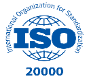 International Organization for Standardization
ISO
20000